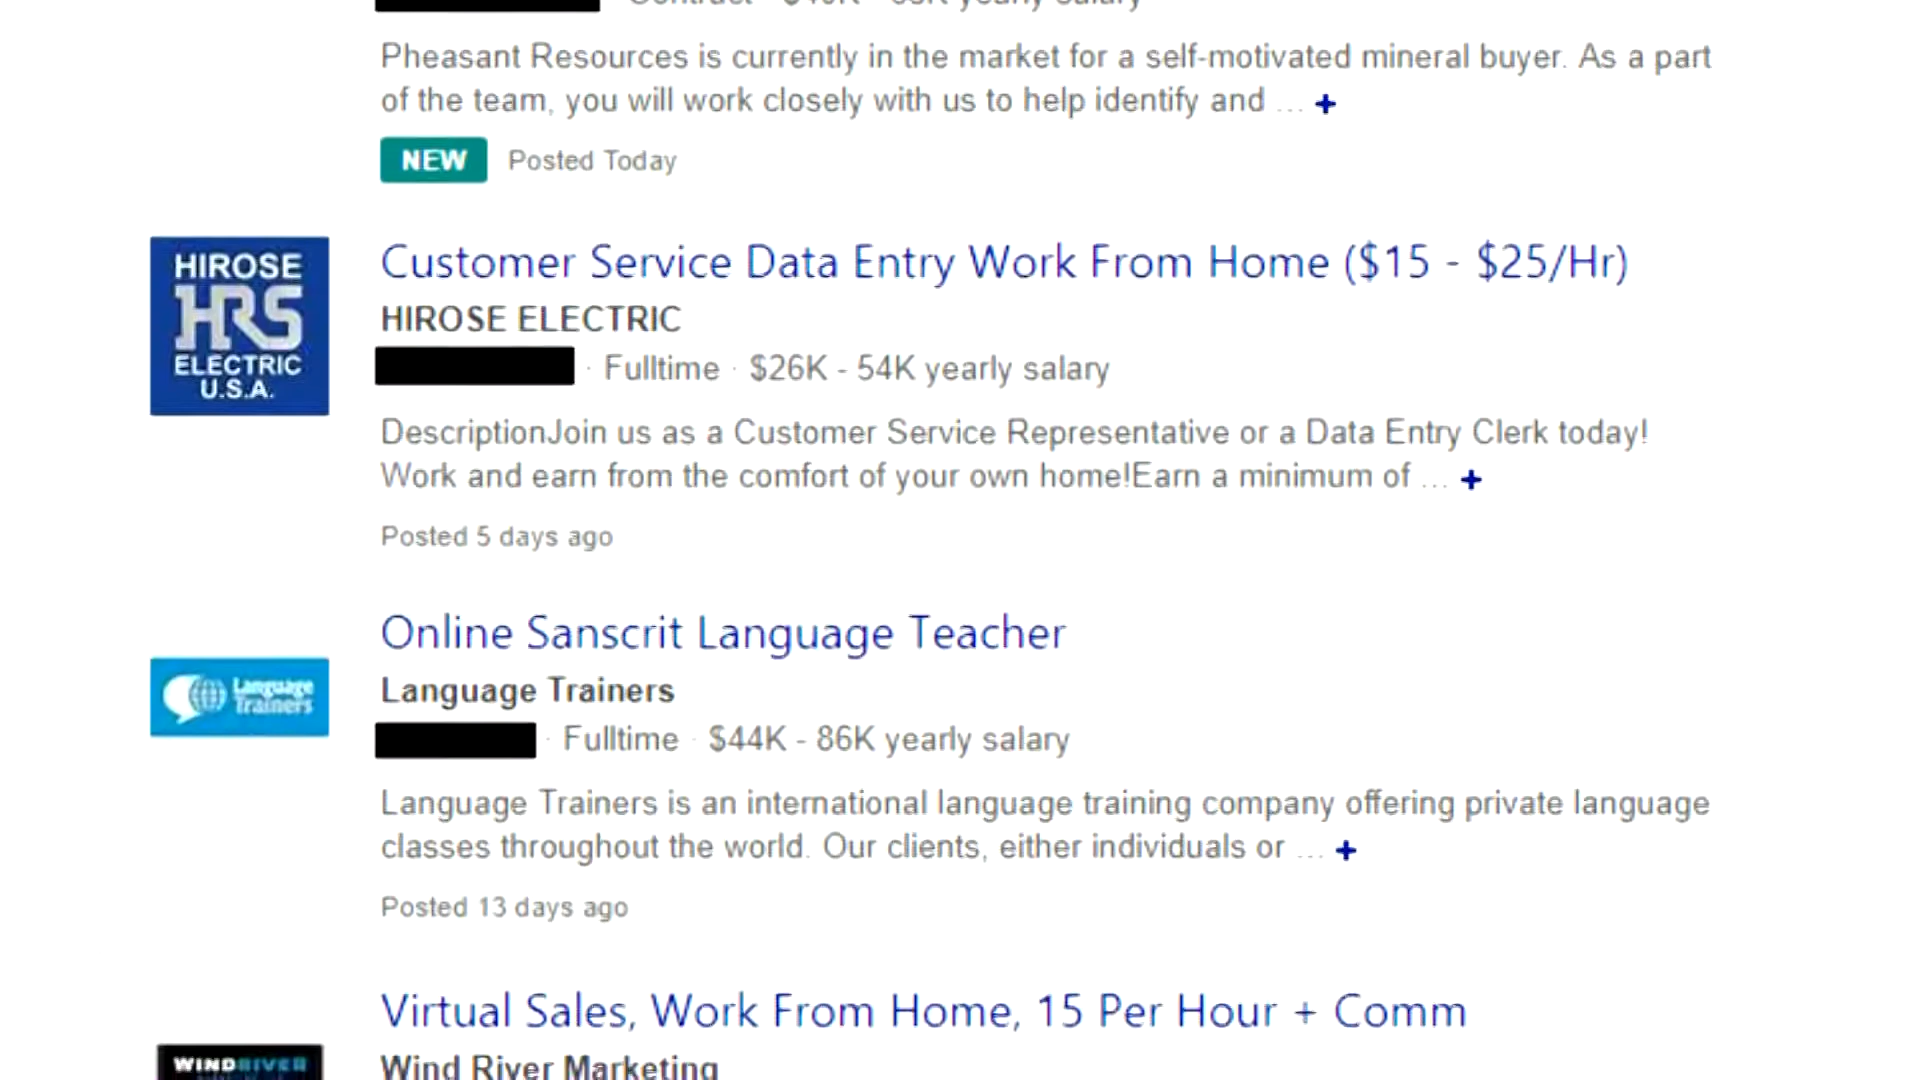 Pheasant Resources is currently in the market for a self-motivated mineral buyer. As a part
of the team, you will work closely with us to help identify and ... +
NEW Posted Today
HIROSE
HRS
ELECTRIC
U.S.A.
Customer Service Data Entry Work From Home ($15 - $25/Hr)
HIROSE ELECTRIC
· Fulltime · $26K - 54K yearly salary
DescriptionJoin us as a Customer Service Representative or a Data Entry Clerk today!
Work and earn from the comfort of your own home!Earn a minimum of ... +
Posted 5 days ago
Language
Trainers
Online Sanscrit Language Teacher
Language Trainers
· Fulltime · $44K - 86K yearly salary
Language Trainers is an international language training company offering private language
classes throughout the world. Our clients, either individuals or ... +
Posted 13 days ago
WINDRIVER
Virtual Sales, Work From Home, 15 Per Hour + Comm
Wind River Marketing